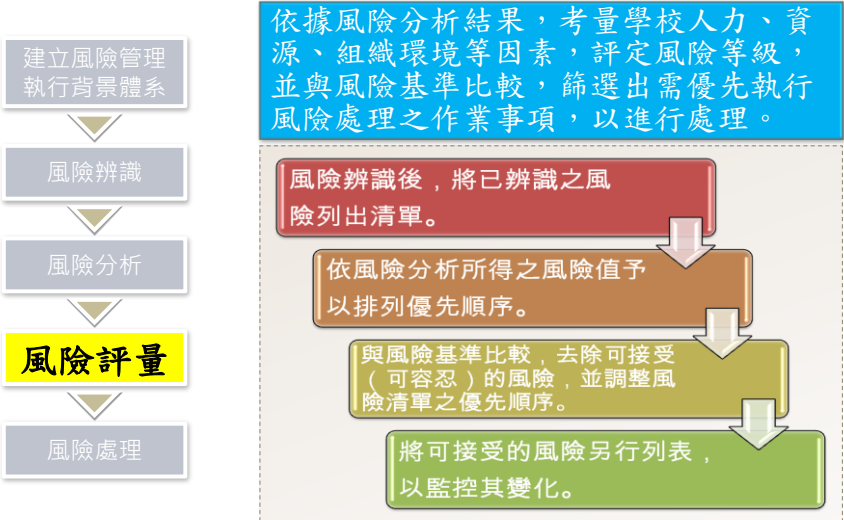 建立風險管理
執行背景體系
風險辨識
風險分析
風險評量
風險處理
依據風險分析結果，考量學校人力、資
源、組織環境等因素，評定風險等級，
並與風險基準比較，篩選出需優先執行
風險處理之作業事項，以進行處理。
風險辨識後，將已辨識之風
險列出清單。
依風險分析所得之風險值予
以排列優先順序。
與風險基準比較，去除可接受
（可容忍）的風險，並調整風
險清單之優先順序。
將可接受的風險另行列表，
以監控其變化。